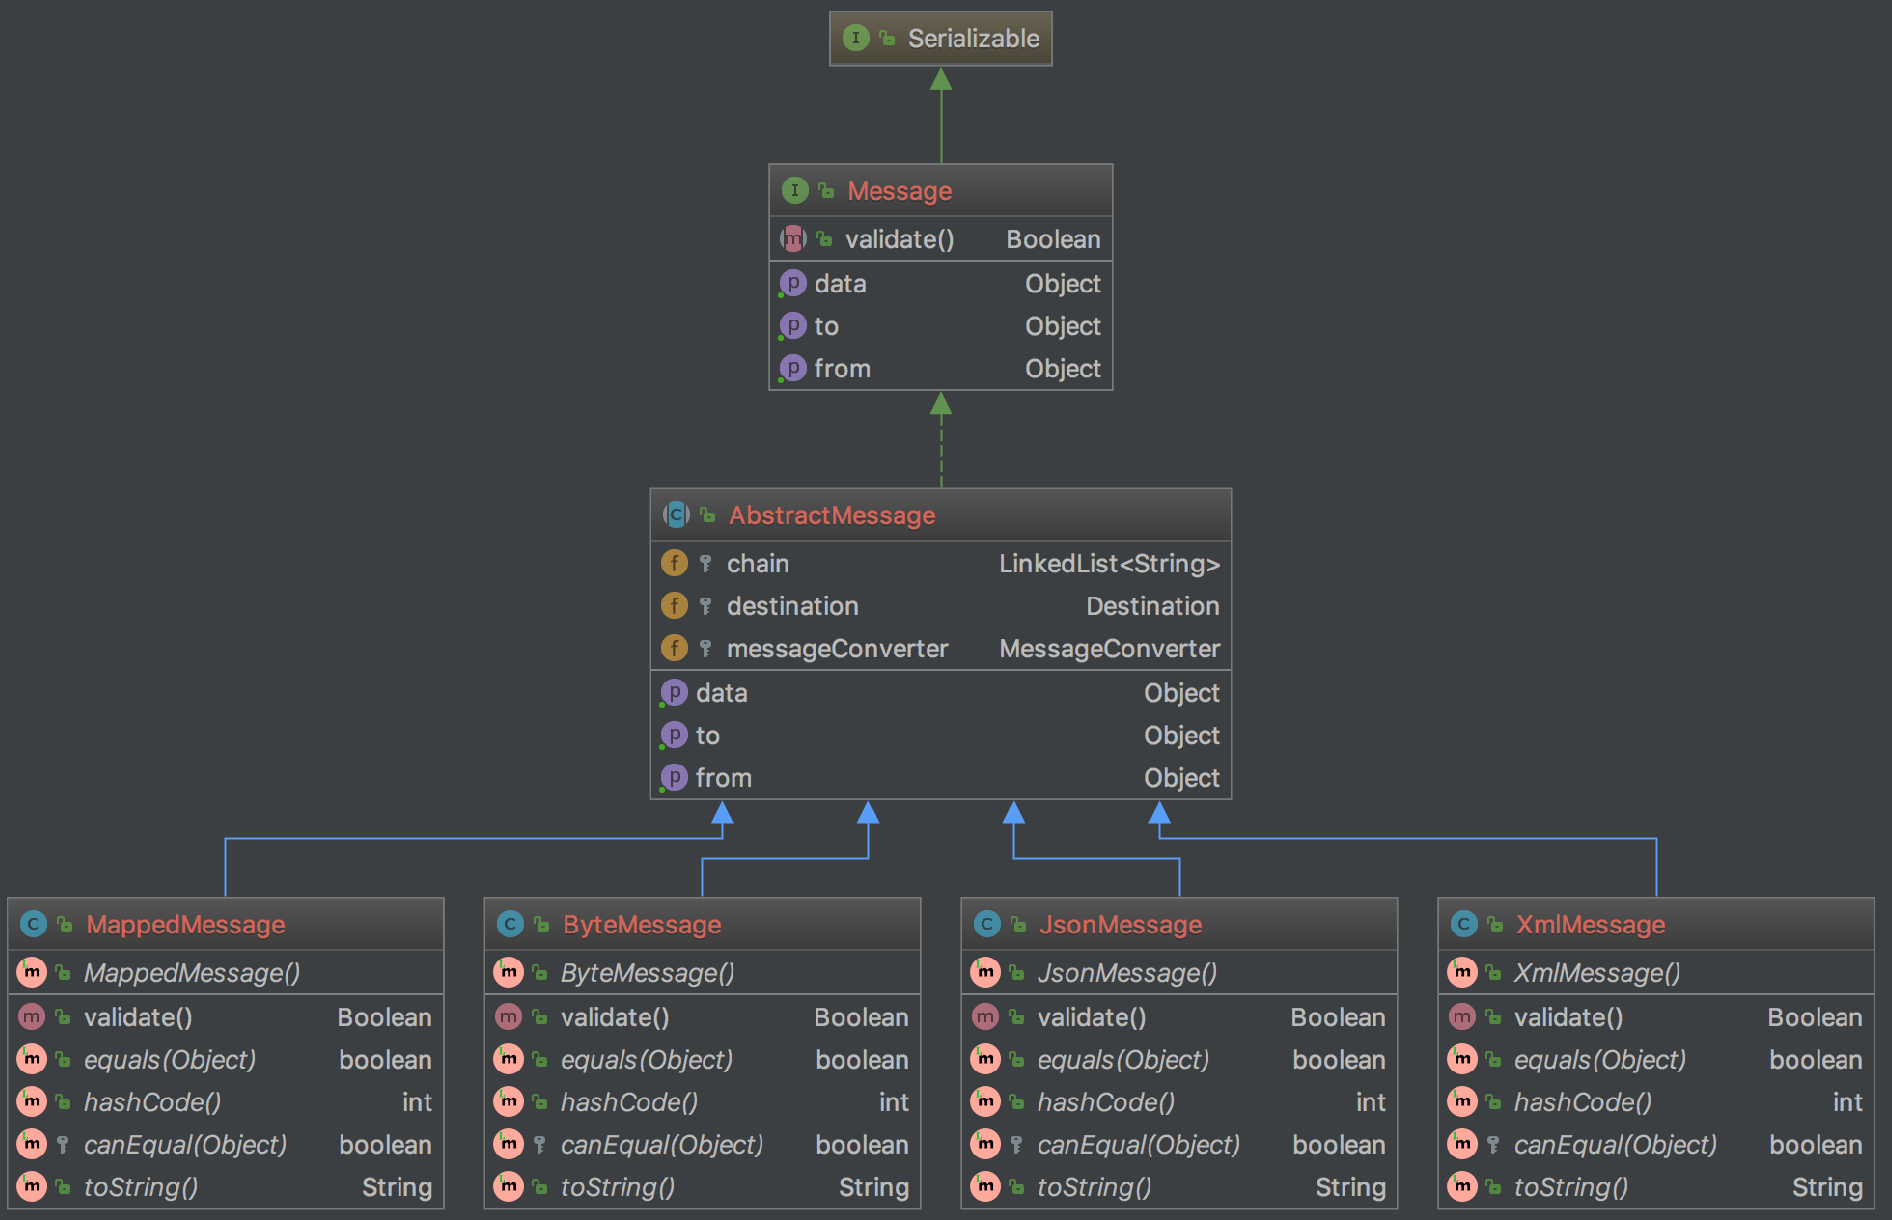 I Serializable
I Message
m validate() Boolean
p data Object
p to Object
p from Object
C AbstractMessage
f chain LinkedList<String>
f destination Destination
f messageConverter MessageConverter
p data Object
p to Object
p from Object
C MappedMessage
m MappedMessage()
m validate() Boolean
m equals(Object) boolean
m hashCode() int
m canEqual(Object) boolean
m toString() String
C ByteMessage
m ByteMessage()
m validate() Boolean
m equals(Object) boolean
m hashCode() int
m canEqual(Object) boolean
m toString() String
C JsonMessage
m JsonMessage()
m validate() Boolean
m equals(Object) boolean
m hashCode() int
m canEqual(Object) boolean
m toString() String
C XmlMessage
m XmlMessage()
m validate() Boolean
m equals(Object) boolean
m hashCode() int
m canEqual(Object) boolean
m toString() String